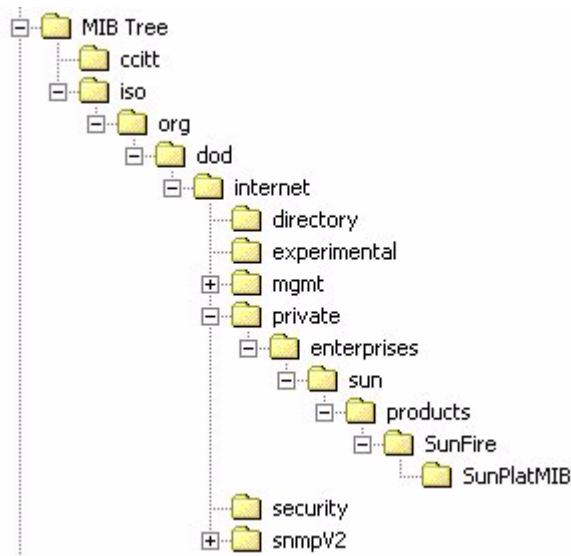 MIB Tree
ccitt
iso
org
dod
internet
directory
experimental
mgmt
private
enterprises
sun
products
SunFire
SunPlatMIB
security
snmpV2